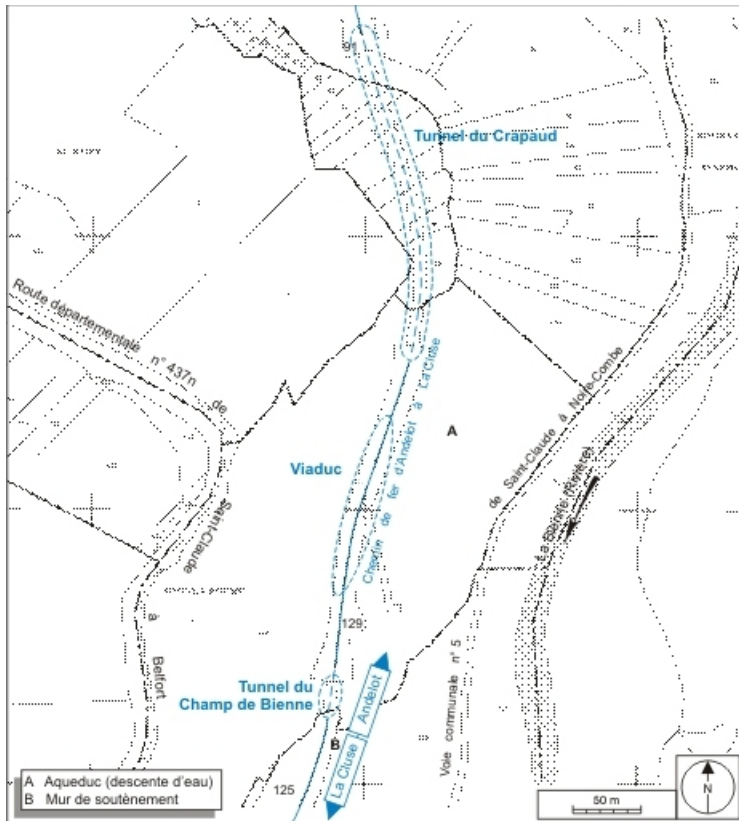 91
Tunnel du Crapaud
Route départementale n° 437n de
Saint-Claude
à
Belfort
Chemin de fer d'Andelot à La Cluse
A
Viaduc
de Saint-Claude à Noire-Combe
La Bienne (Rivière)
129
Tunnel du
Champ de Bienne
Voie communale n° 5
Andelot
La Cluse
B
125
A Aqueduc (descente d'eau)
B Mur de soutènement
50 m
N